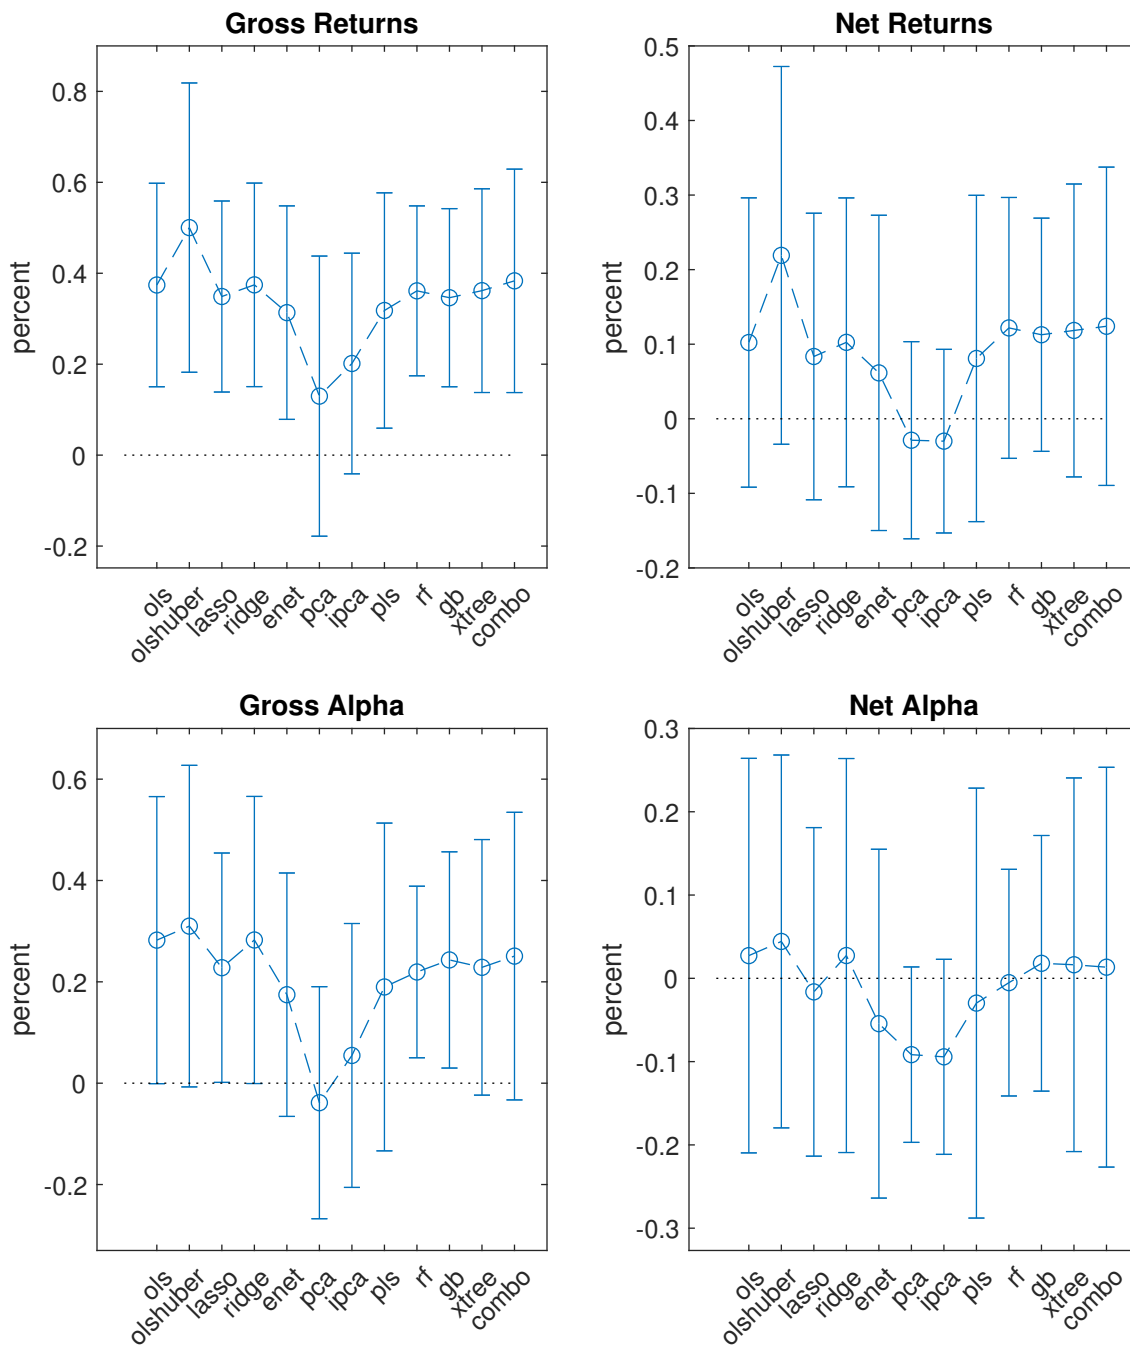 Gross Returns
percent
0.8
0.6
0.4
0.2
0
-0.2
ols
olshuber
lasso
ridge
enet
pca
ipca
pls
rf
gb
xtree
combo
Net Returns
percent
0.5
0.4
0.3
0.2
0.1
0
-0.1
-0.2
ols
olshuber
lasso
ridge
enet
pca
ipca
pls
rf
gb
xtree
combo
Gross Alpha
percent
0.6
0.4
0.2
0
-0.2
ols
olshuber
lasso
ridge
enet
pca
ipca
pls
rf
gb
xtree
combo
Net Alpha
percent
0.3
0.2
0.1
0
-0.1
-0.2
-0.3
ols
olshuber
lasso
ridge
enet
pca
ipca
pls
rf
gb
xtree
combo